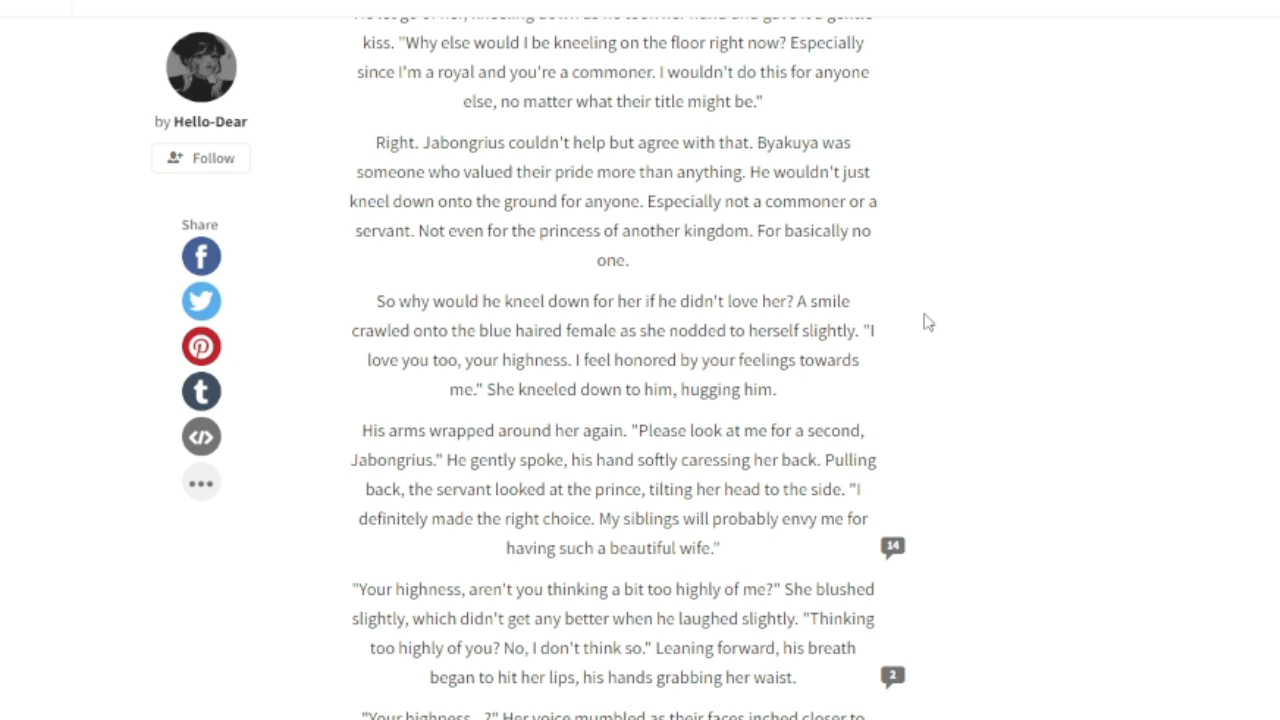 by Hello-Dear
Follow
Share
kiss. "Why else would I be kneeling on the floor right now? Especially
since I'm a royal and you're a commoner. I wouldn't do this for anyone
else, no matter what their title might be."
Right. Jabongrius couldn't help but agree with that. Byakuya was
someone who valued their pride more than anything. He wouldn't just
kneel down onto the ground for anyone. Especially not a commoner or a
servant. Not even for the princess of another kingdom. For basically no
one.
So why would he kneel down for her if he didn't love her? A smile
crawled onto the blue haired female as she nodded to herself slightly. "I
love you too, your highness. I feel honored by your feelings towards
me." She kneeled down to him, hugging him.
His arms wrapped around her again. "Please look at me for a second,
Jabongrius." He gently spoke, his hand softly caressing her back. Pulling
back, the servant looked at the prince, tilting her head to the side. "I
definitely made the right choice. My siblings will probably envy me for
having such a beautiful wife."
14
"Your highness, aren't you thinking a bit too highly of me?" She blushed
slightly, which didn't get any better when he laughed slightly. "Thinking
too highly of you? No, I don't think so." Leaning forward, his breath
began to hit her lips, his hands grabbing her waist.
2
"Your highness...?" Her voice mumbled as their faces inched closer to